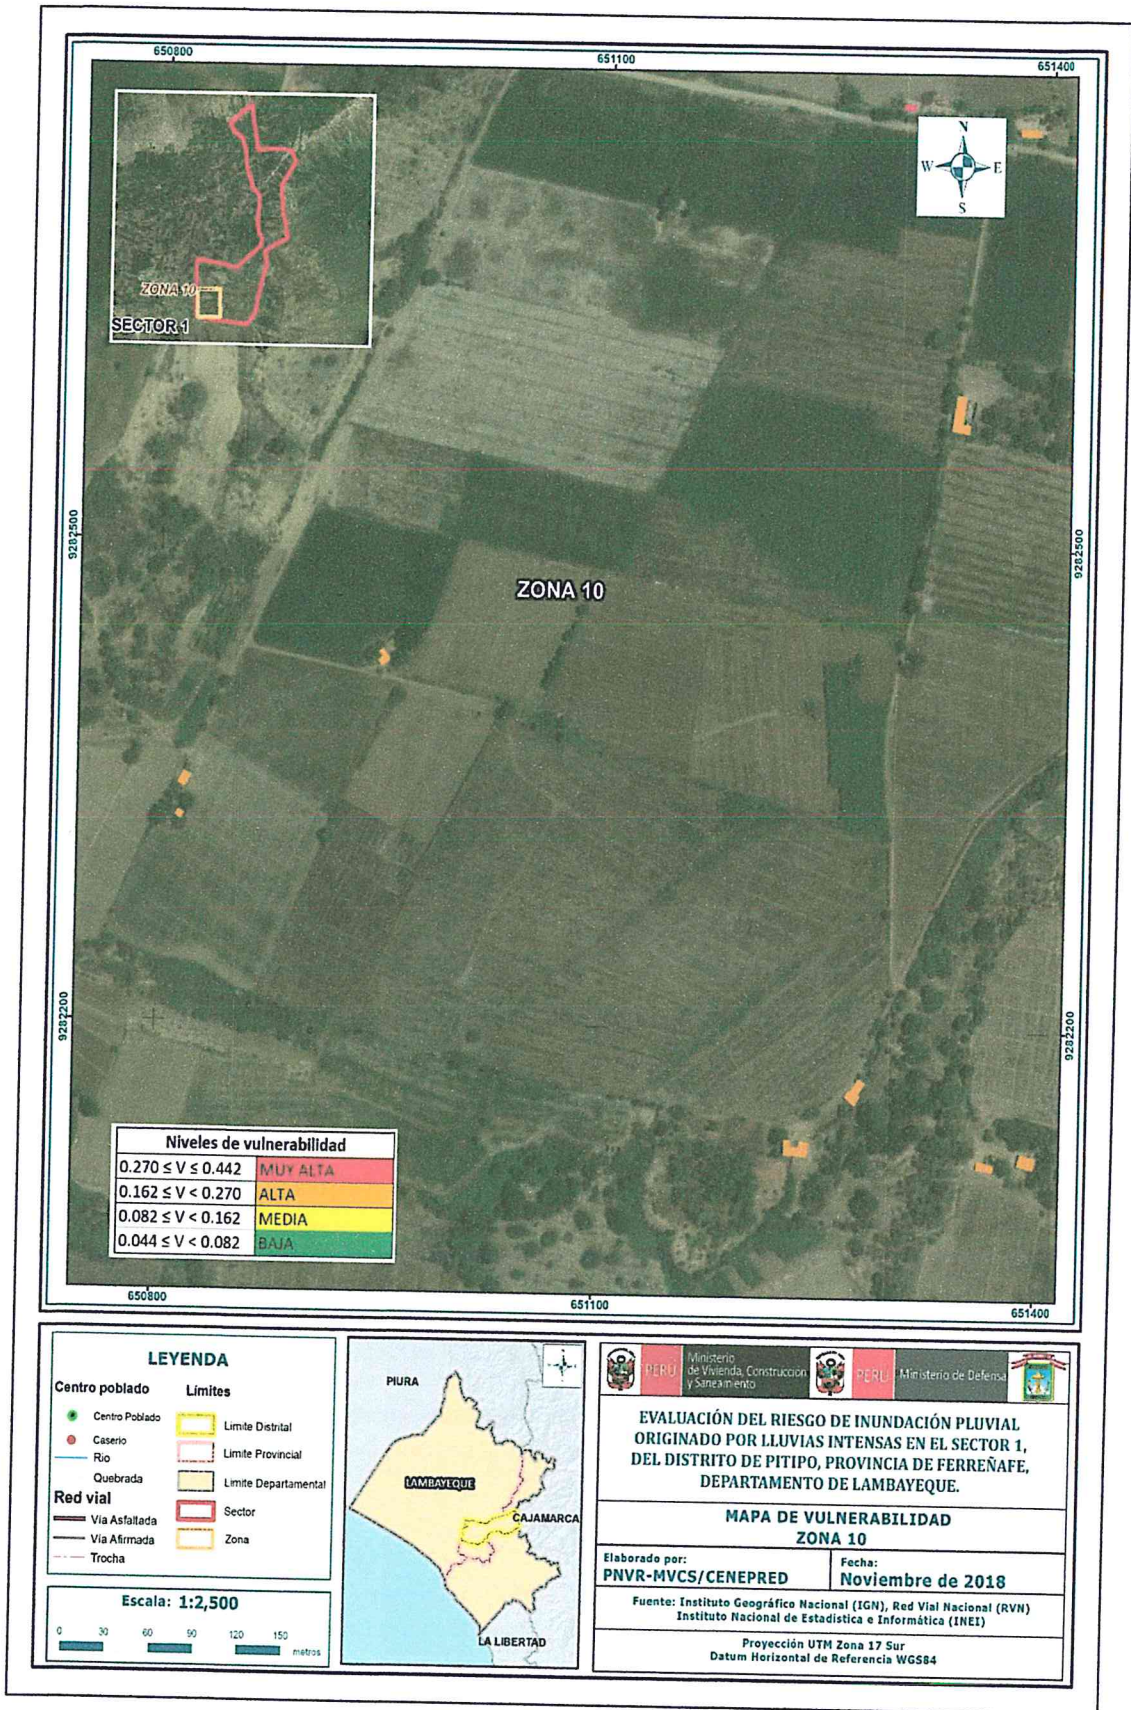 650800
651100
651400
N
W
E
S
ZONA 10
SECTOR 1
9282500
9282500
ZONA 10
9282200
9282200
Niveles de vulnerabilidad
0.270 ≤ V ≤ 0.442 MUY ALTA
0.162 ≤ V < 0.270 ALTA
0.082 ≤ V < 0.162 MEDIA
0.044 ≤ V < 0.082 BAJA
650800
651100
651400
LEYENDA
Centro poblado
Centro Poblado
Caserio
Rio
Quebrada
Red vial
Vía Asfaltada
Vía Afirmada
Trocha
Límites
Limite Distrital
Limite Provincial
Limite Departamental
Sector
Zona
Escala: 1:2,500
0 30 60 90 120 150
metros
PIURA
LAMBAYEQUE
CAJAMARCA
LA LIBERTAD
PERÚ
Ministerio
de Vivienda, Construcción
y Saneamiento
PERÚ
Ministerio de Defensa
EVALUACIÓN DEL RIESGO DE INUNDACIÓN PLUVIAL
ORIGINADO POR LLUVIAS INTENSAS EN EL SECTOR 1,
DEL DISTRITO DE PITIPO, PROVINCIA DE FERREÑAFE,
DEPARTAMENTO DE LAMBAYEQUE.
MAPA DE VULNERABILIDAD
ZONA 10
Elaborado por:
PNVR-MVCS/CENEPRED
Fecha:
Noviembre de 2018
Fuente: Instituto Geográfico Nacional (IGN), Red Vial Nacional (RVN)
Instituto Nacional de Estadística e Informática (INEI)
Proyección UTM Zona 17 Sur
Datum Horizontal de Referencia WGS84